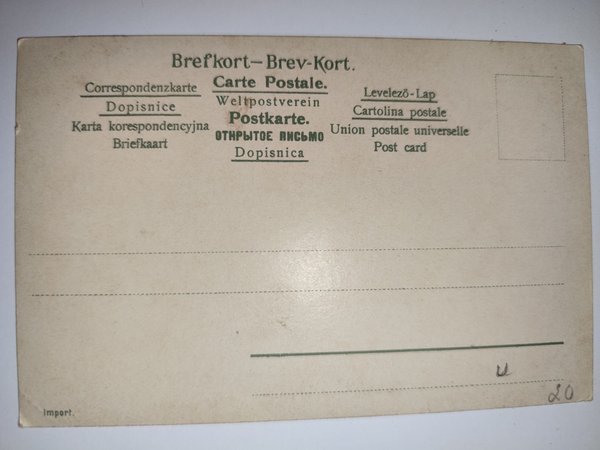 Brefkort—Brev-Kort.
Correspondenzkarte
Dopisnice
Karta korespondencyjna
Briefkaart
Carte Postale.
Weltpostverein
Postkarte.
ОТКРЫТОЕ ПИСЬМО
Dopisnica
Levelező-Lap
Cartolina postale
Union postale universelle
Post card
u
20
Import.